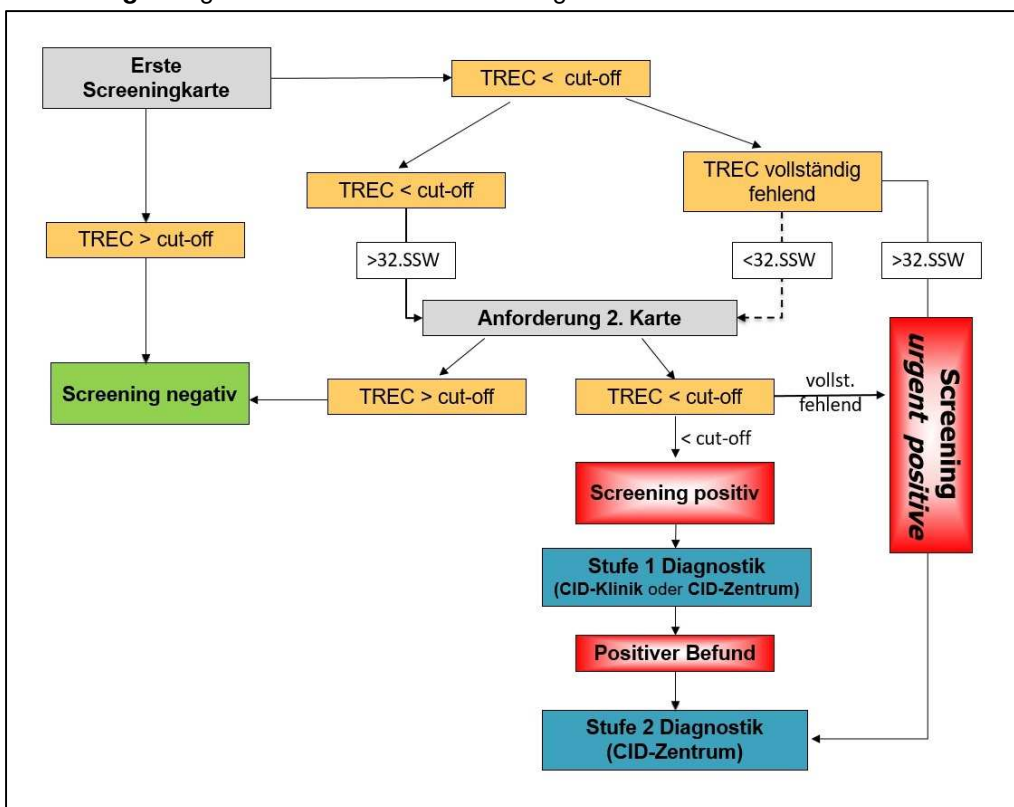 Erste
Screeningkarte
TREC < cut-off
TREC < cut-off
TREC vollständig
fehlend
TREC > cut-off
>32.SSW
<32.SSW
>32.SSW
Anforderung 2. Karte
Screening negativ
TREC > cut-off
TREC < cut-off
vollst.
fehlend
Screening
urgent positive
< cut-off
Screening positiv
Stufe 1 Diagnostik
(CID-Klinik oder CID-Zentrum)
Positiver Befund
Stufe 2 Diagnostik
(CID-Zentrum)